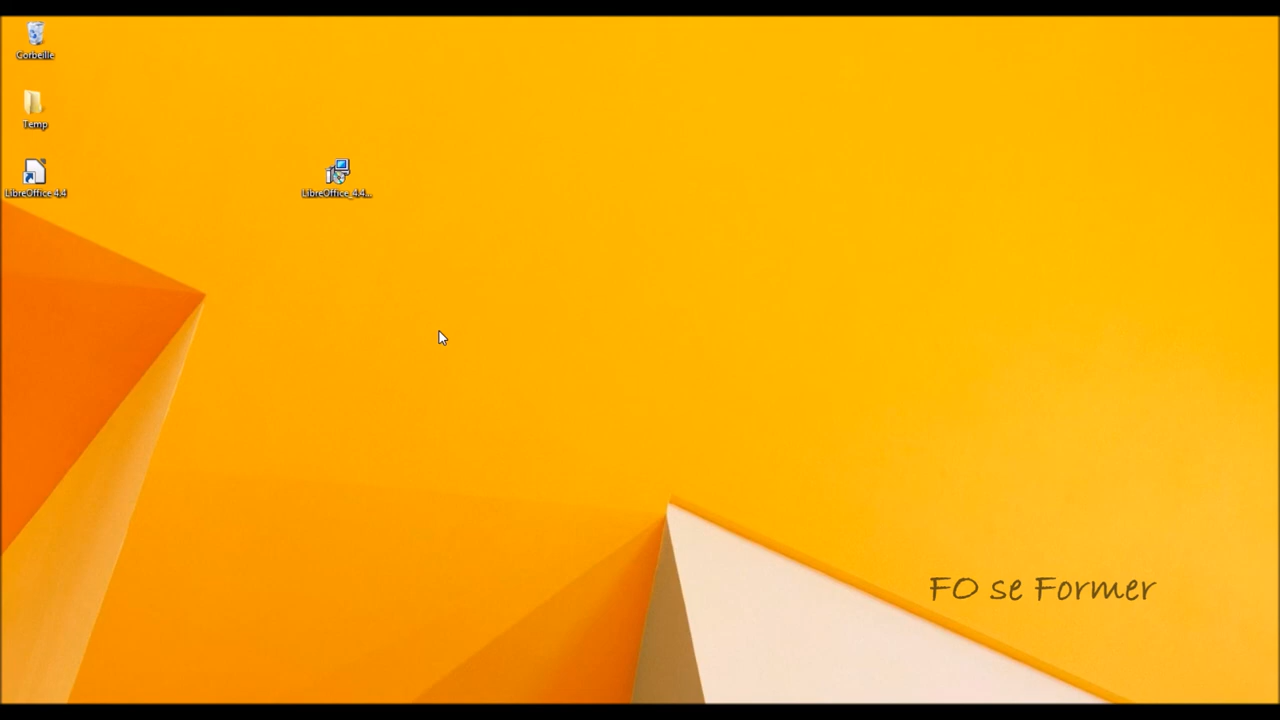 Corbeille
Temp
LibreOffice 4.4
LibreOffice_4.4...
FO se Former